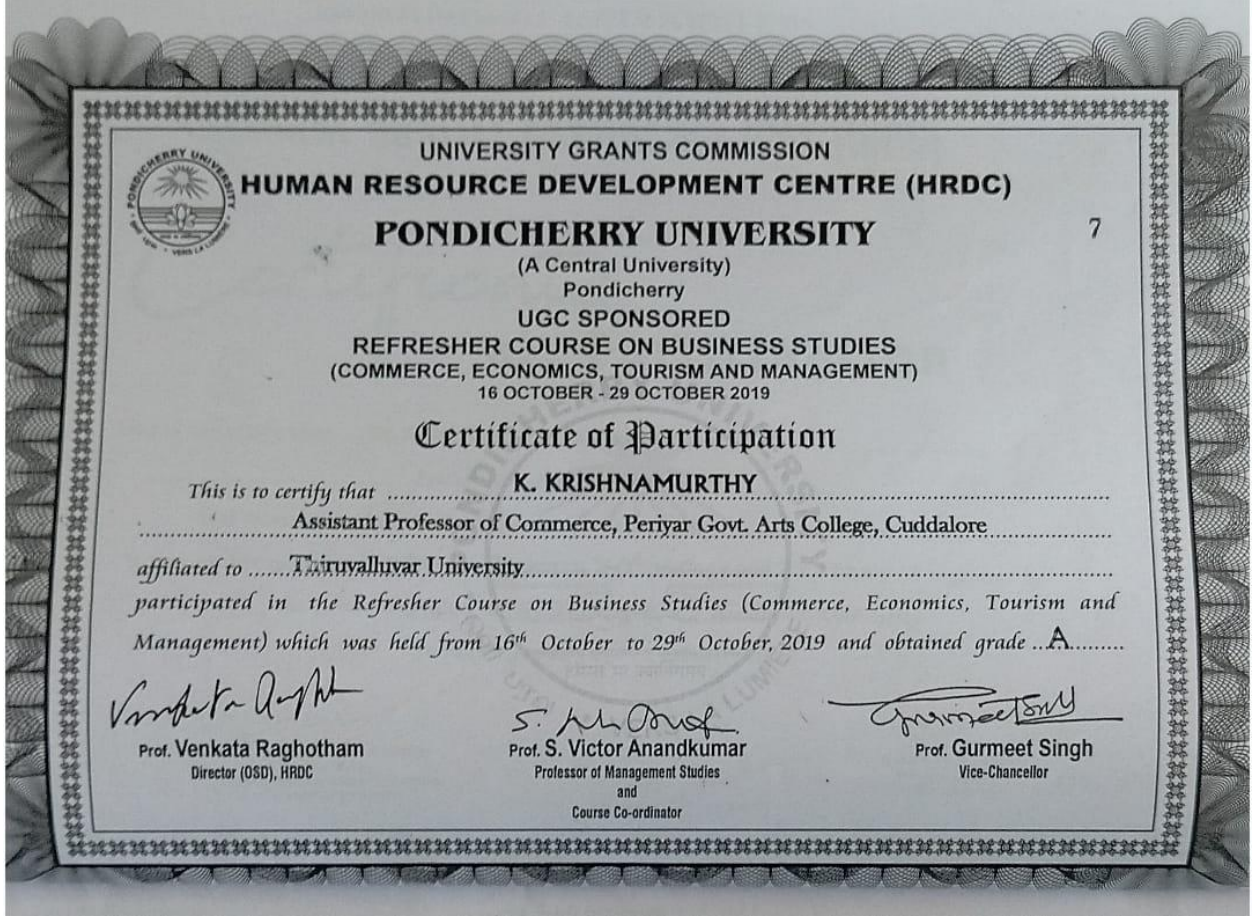 UNIVERSITY GRANTS COMMISSION
HUMAN RESOURCE DEVELOPMENT CENTRE (HRDC)
PONDICHERRY UNIVERSITY
PONDICHERRY UNIVERSITY
7
(A Central University)
Pondicherry
UGC SPONSORED
REFRESHER COURSE ON BUSINESS STUDIES
(COMMERCE, ECONOMICS, TOURISM AND MANAGEMENT)
16 OCTOBER - 29 OCTOBER 2019
Certificate of Participation
This is to certify that K. KRISHNAMURTHY
Assistant Professor of Commerce, Periyar Govt. Arts College, Cuddalore
affiliated to Thiruvalluvar University
participated in the Refresher Course on Business Studies (Commerce, Economics, Tourism and
Management) which was held from 16th October to 29th October, 2019 and obtained grade A
Prof. Venkata Raghotham
Director (OSD), HRDC
Prof. S. Victor Anandkumar
Professor of Management Studies
and
Course Co-ordinator
Prof. Gurmeet Singh
Vice-Chancellor